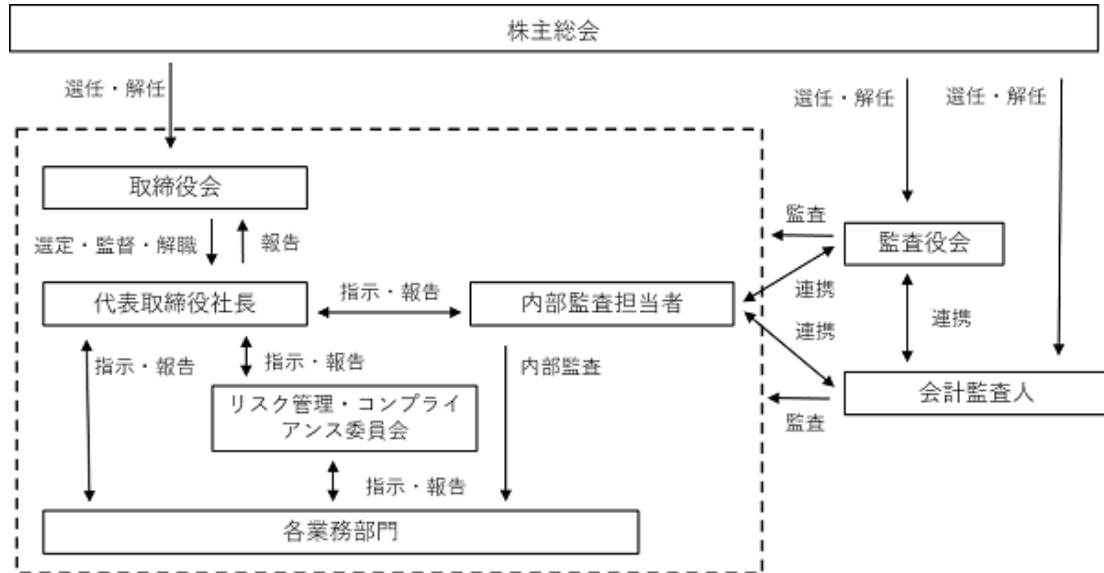 株主総会
選任・解任
選任・解任
選任・解任
取締役会
監査
監査役会
選定・監督・解職
報告
連携
代表取締役社長
指示・報告
内部監査担当者
連携
連携
指示・報告
指示・報告
内部監査
リスク管理・コンプライ
アンス委員会
会計監査人
監査
指示・報告
各業務部門